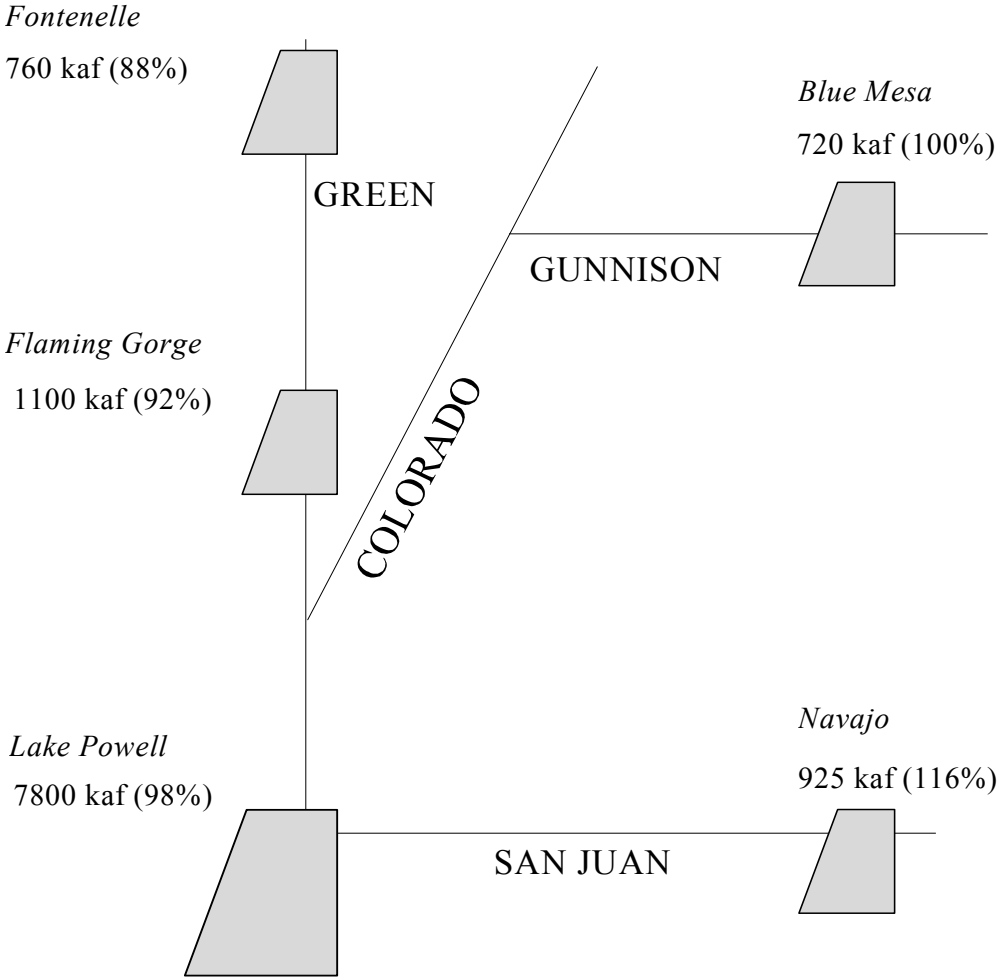 Fontenelle
760 kaf (88%)
Blue Mesa
720 kaf (100%)
GREEN
GUNNISON
Flaming Gorge
1100 kaf (92%)
COLORADO
Navajo
925 kaf (116%)
Lake Powell
7800 kaf (98%)
SAN JUAN